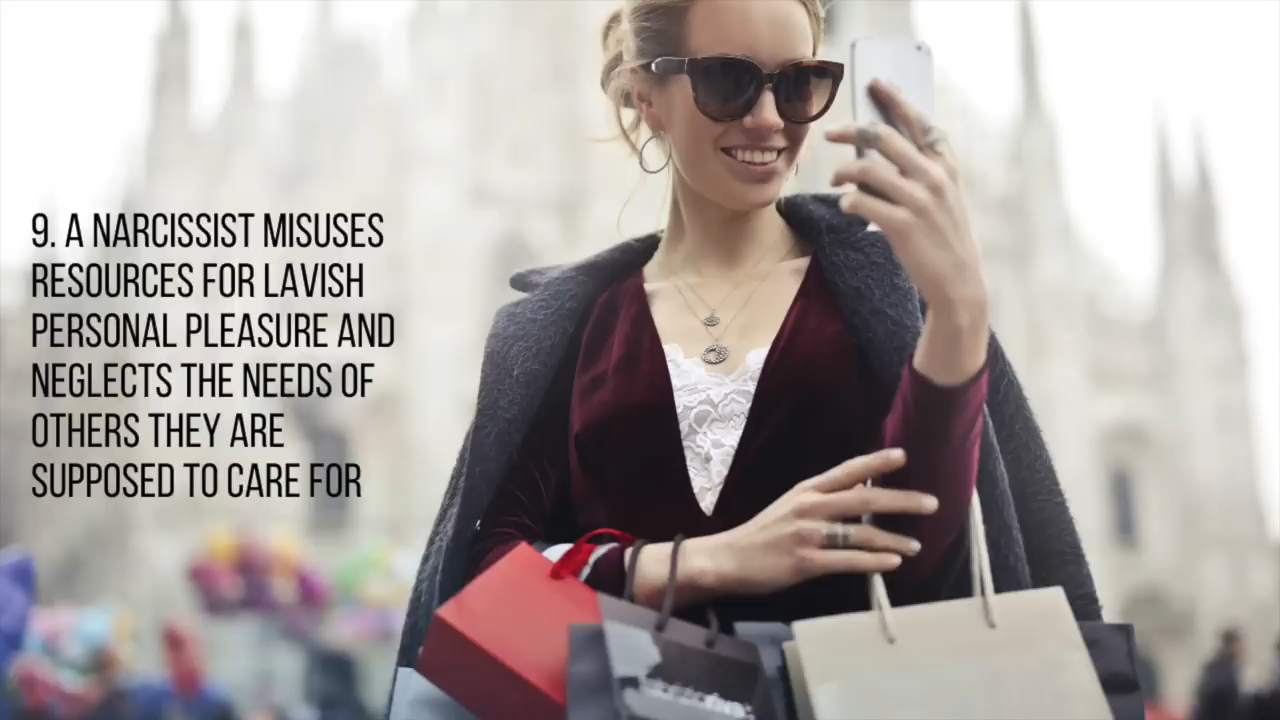 9. A NARCISSIST MISUSES
RESOURCES FOR LAVISH
PERSONAL PLEASURE AND
NEGLECTS THE NEEDS OF
OTHERS THEY ARE
SUPPOSED TO CARE FOR